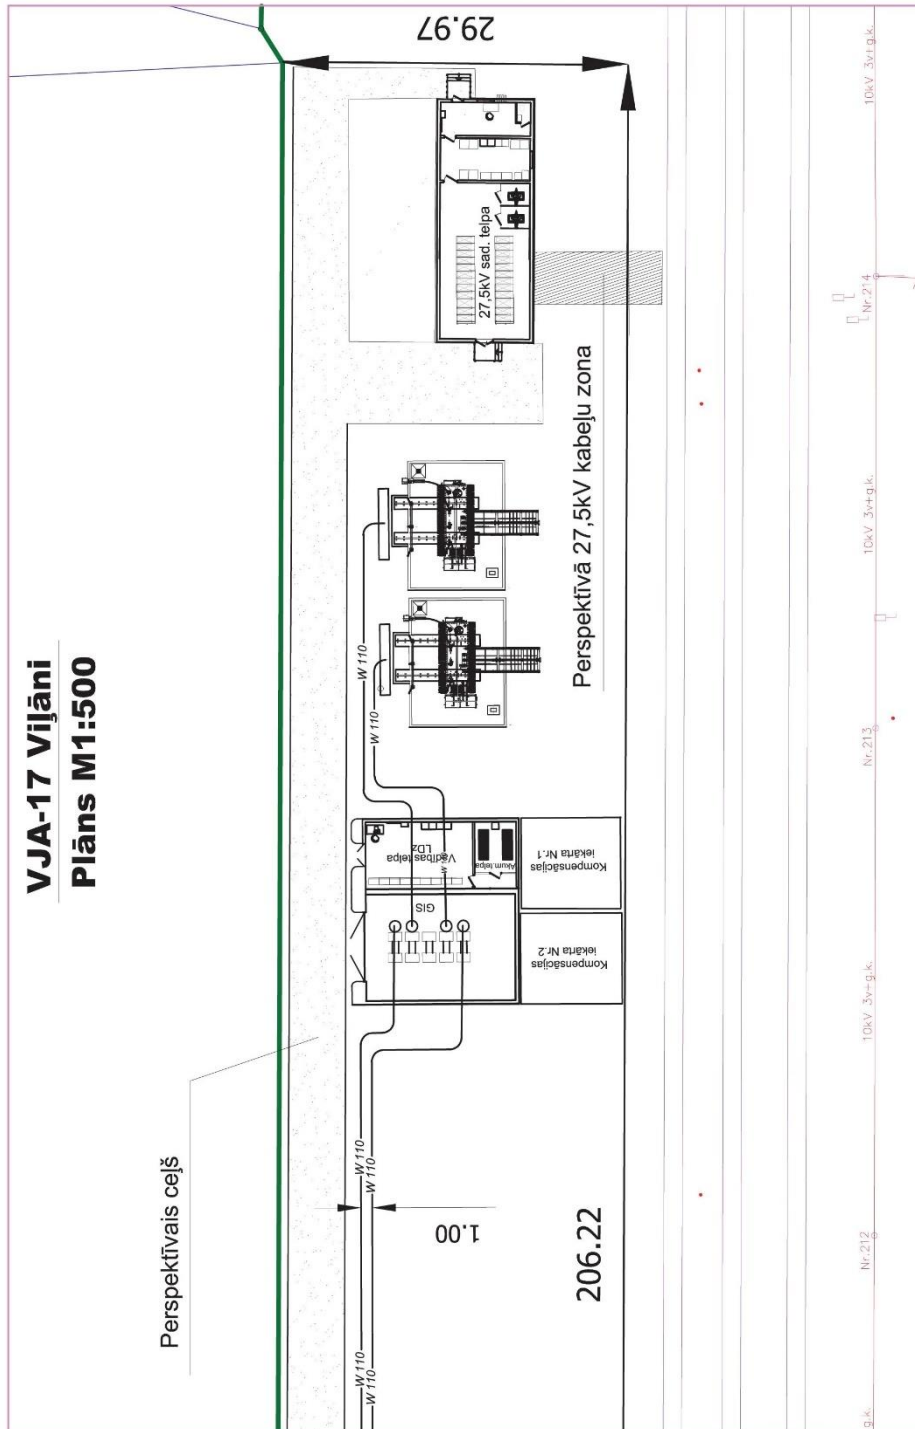 VJA-17 Viļāni
Plāns M1:500
29.97
27,5kV sad. telpa
Perspektīvā 27,5kV kabeļu zona
W 110
W 110
Vadības telpa
LDz
Akum.telpa
GIS
Kompensācijas
iekārta Nr.1
Kompensācijas
iekārta Nr.2
Perspektīvais ceļš
W 110
W 110
1.00
206.22
W 110
W 110
10kV 3v+g.k.
Nr.214
10kV 3v+g.k.
Nr.213
10kV 3v+g.k.
Nr.212
g.k.